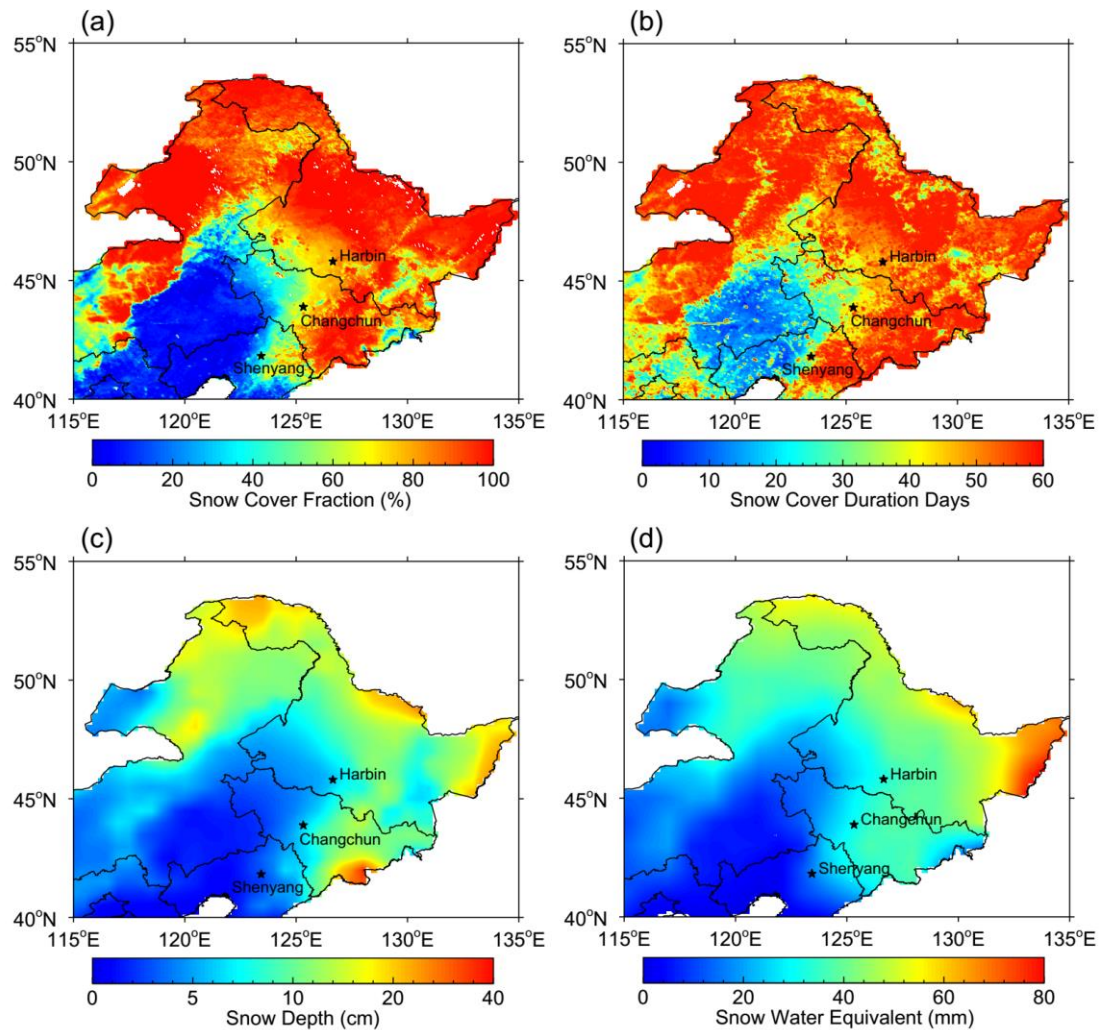 (a)
(b)
55°N
50°N
45°N
40°N
115°E
120°E
125°E
130°E
135°E
Harbin
Changchun
Shenyang
0 20 40 60 80 100
Snow Cover Fraction (%)
55°N
50°N
45°N
40°N
115°E
120°E
125°E
130°E
135°E
Harbin
Changchun
Shenyang
0 10 20 30 40 50 60
Snow Cover Duration Days
(c)
(d)
55°N
50°N
45°N
40°N
115°E
120°E
125°E
130°E
135°E
Harbin
Changchun
Shenyang
0 5 10 20 40
Snow Depth (cm)
55°N
50°N
45°N
40°N
115°E
120°E
125°E
130°E
135°E
Harbin
Changchun
Shenyang
0 20 40 60 80
Snow Water Equivalent (mm)